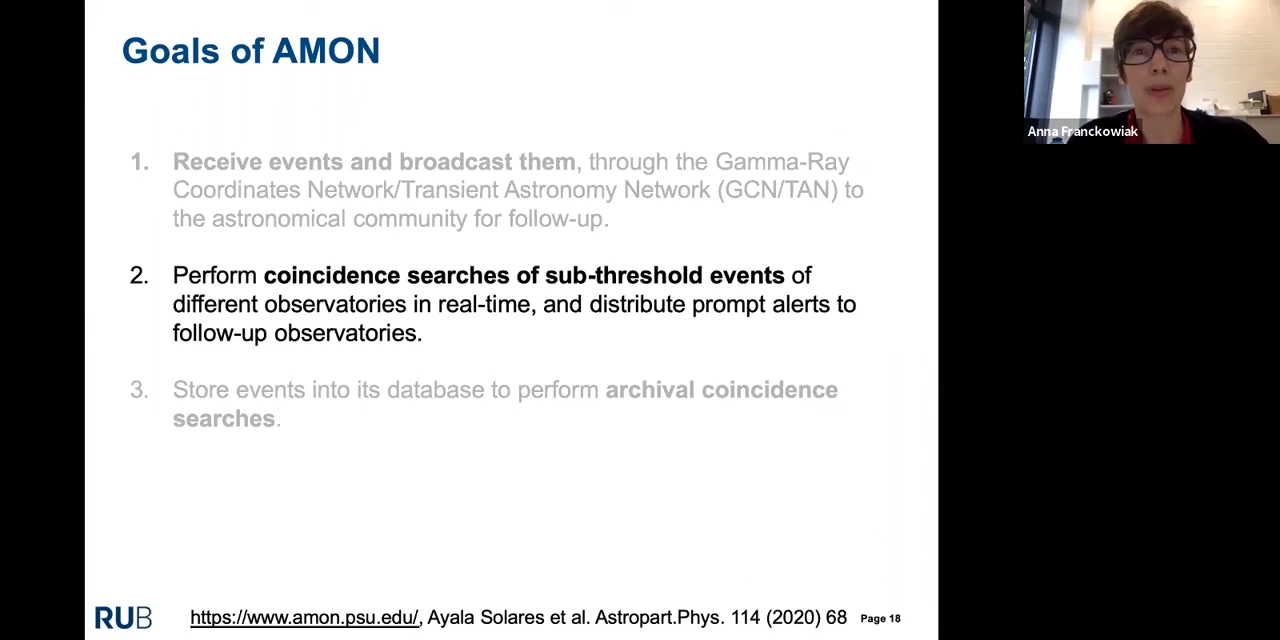 Goals of AMON
Anna Franckowiak
1. Receive events and broadcast them, through the Gamma-Ray
Coordinates Network/Transient Astronomy Network (GCN/TAN) to
the astronomical community for follow-up.
2. Perform coincidence searches of sub-threshold events of
different observatories in real-time, and distribute prompt alerts to
follow-up observatories.
3. Store events into its database to perform archival coincidence
searches.
RUB https://www.amon.psu.edu/, Ayala Solares et al. Astropart.Phys. 114 (2020) 68 Page 18